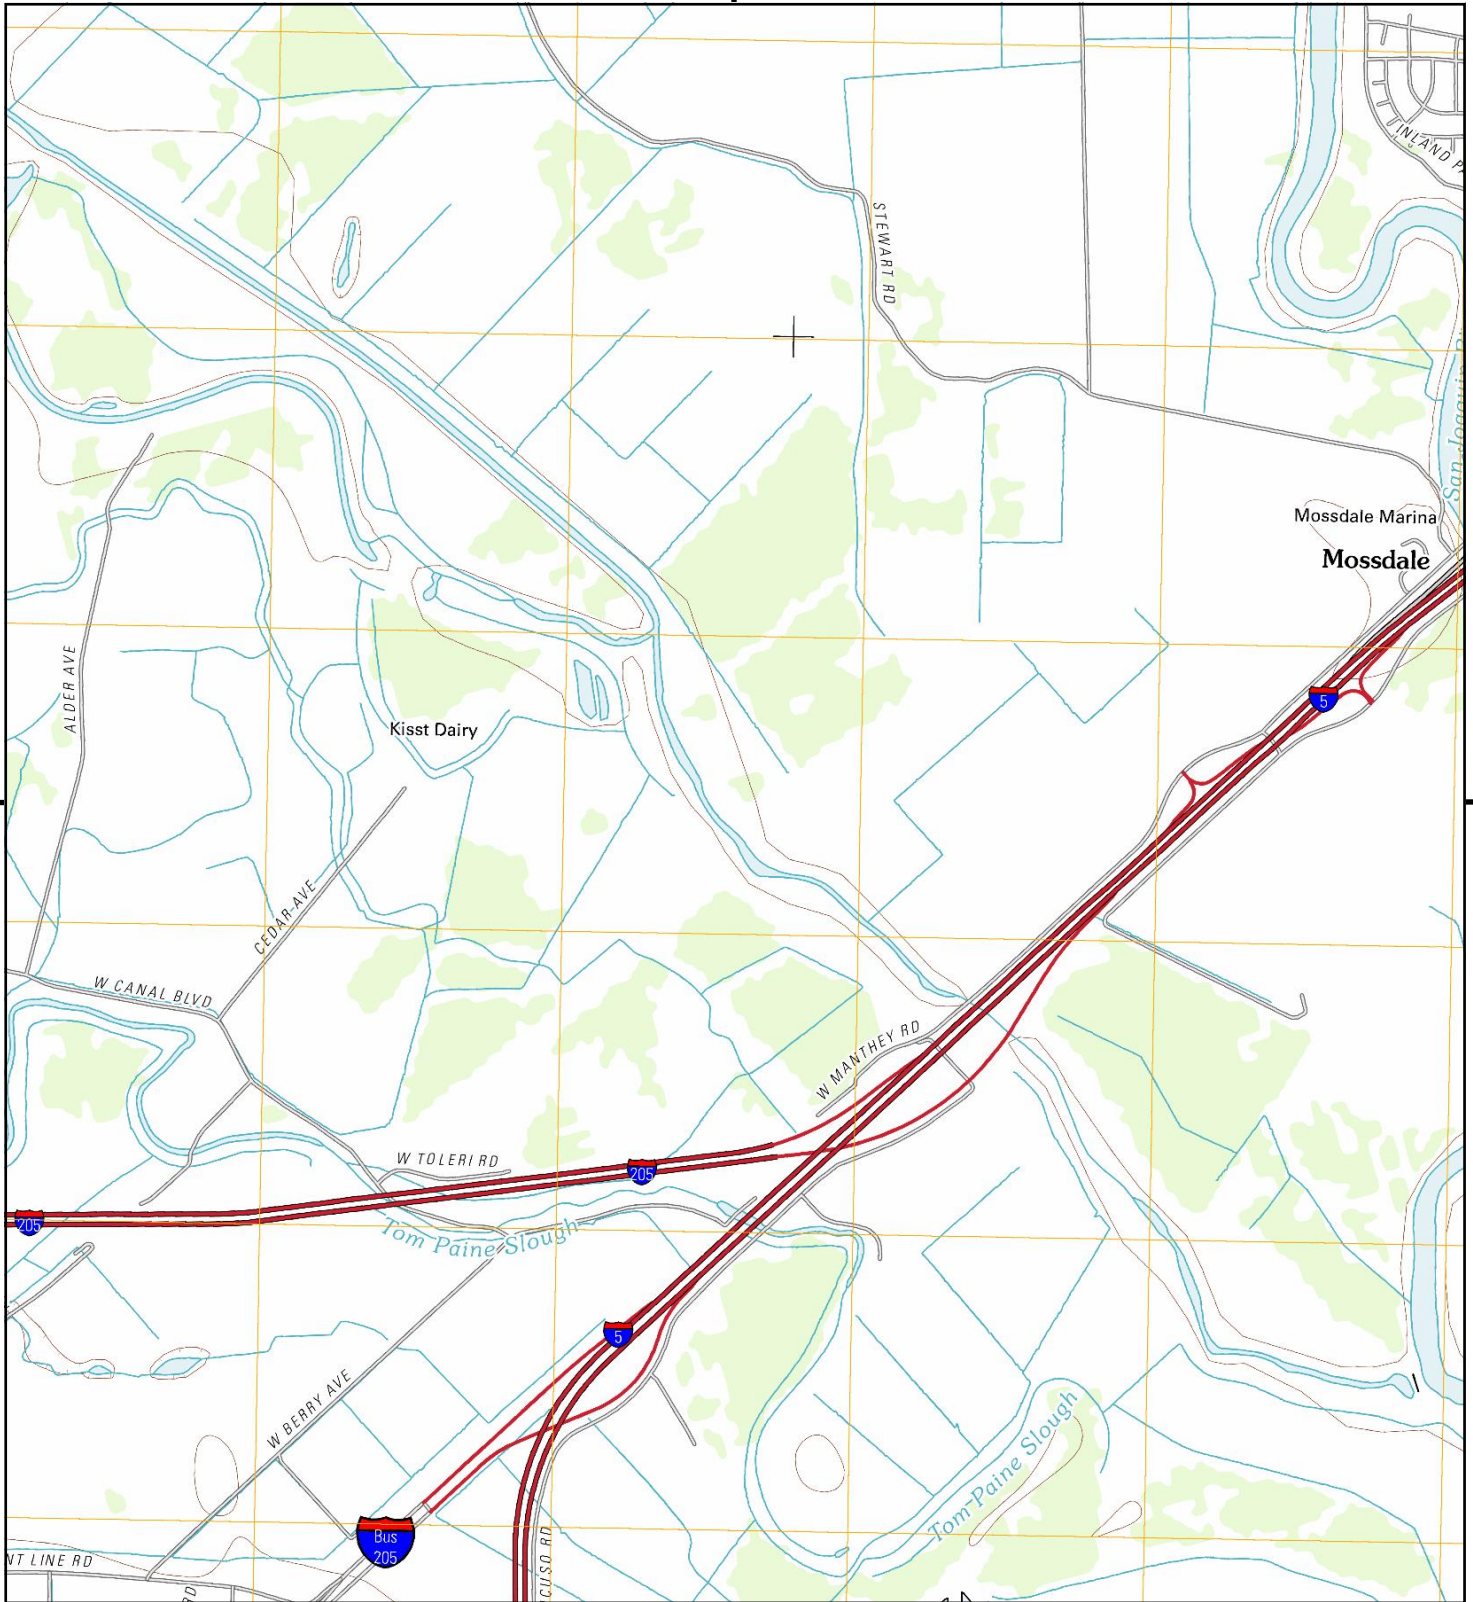 INLAND
STEWART RD
San Joaquin
Mossdale Marina
Mossdale
ALDER AVE
5
Kisst Dairy
CEDAR AVE
W CANAL BLVD
W MANTHEY RD
W TOLERI RD
205
205
Tom Paine Slough
5
W BERRY AVE
Tom Paine Slough
Bus
205
NT LINE RD
CUSO RD
RD